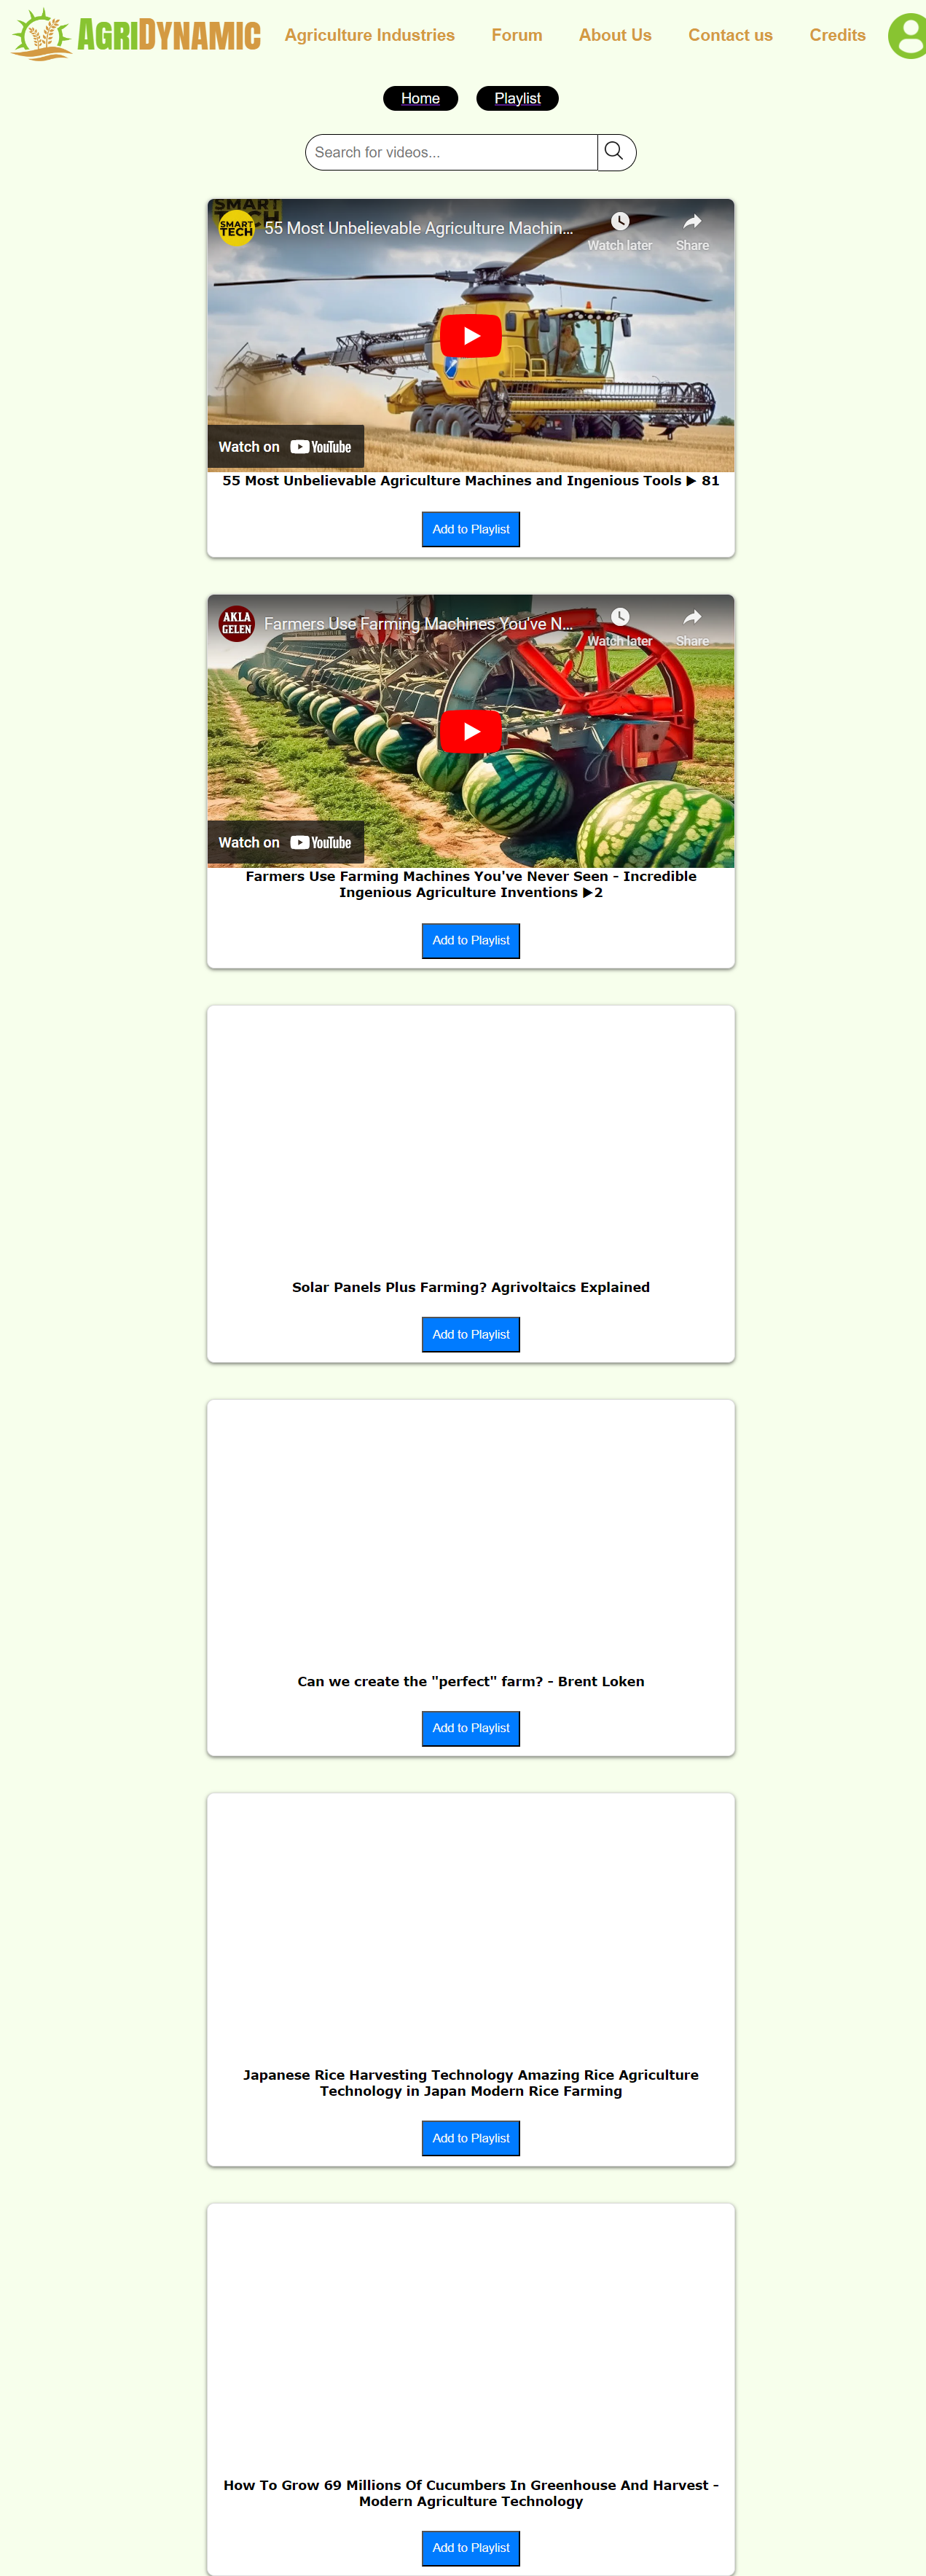 AGRIDYNAMIC
Agriculture Industries Forum About Us Contact us Credits
Home Playlist
Search for videos...
SMART TECH
SMART
TECH
55 Most Unbelievable Agriculture Machin...
Watch later Share
Watch on YouTube
55 Most Unbelievable Agriculture Machines and Ingenious Tools ▶ 81
Add to Playlist
AKLA
GELEN
Farmers Use Farming Machines You've N...
Watch later Share
Watch on YouTube
Farmers Use Farming Machines You've Never Seen - Incredible
Ingenious Agriculture Inventions ▶2
Add to Playlist
Solar Panels Plus Farming? Agrivoltaics Explained
Add to Playlist
Can we create the "perfect" farm? - Brent Loken
Add to Playlist
Japanese Rice Harvesting Technology Amazing Rice Agriculture
Technology in Japan Modern Rice Farming
Add to Playlist
How To Grow 69 Millions Of Cucumbers In Greenhouse And Harvest -
Modern Agriculture Technology
Add to Playlist